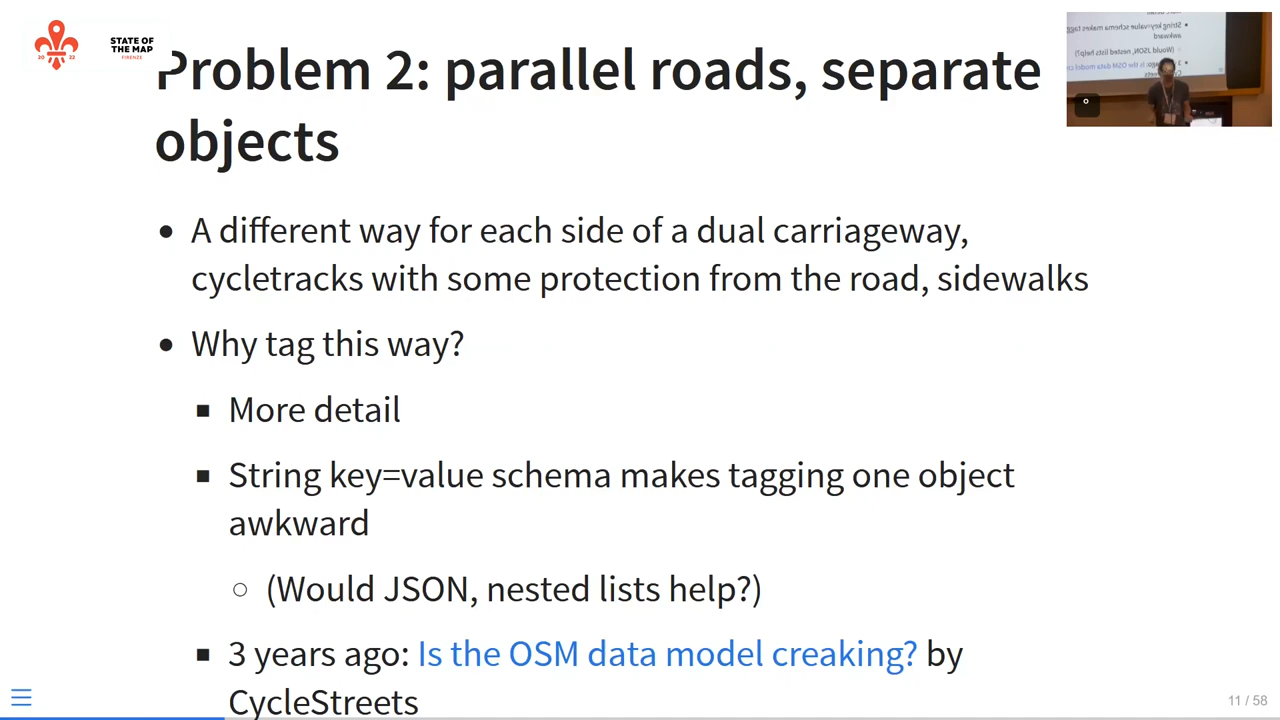 STATE OF
THE MAP
FIRENZE
20 22
Problem 2: parallel roads, separate
objects
• A different way for each side of a dual carriageway,
cycletracks with some protection from the road, sidewalks
• Why tag this way?
▪ More detail
▪ String key=value schema makes tagging one object
awkward
○ (Would JSON, nested lists help?)
▪ 3 years ago: Is the OSM data model creaking? by
CycleStreets
11 / 58